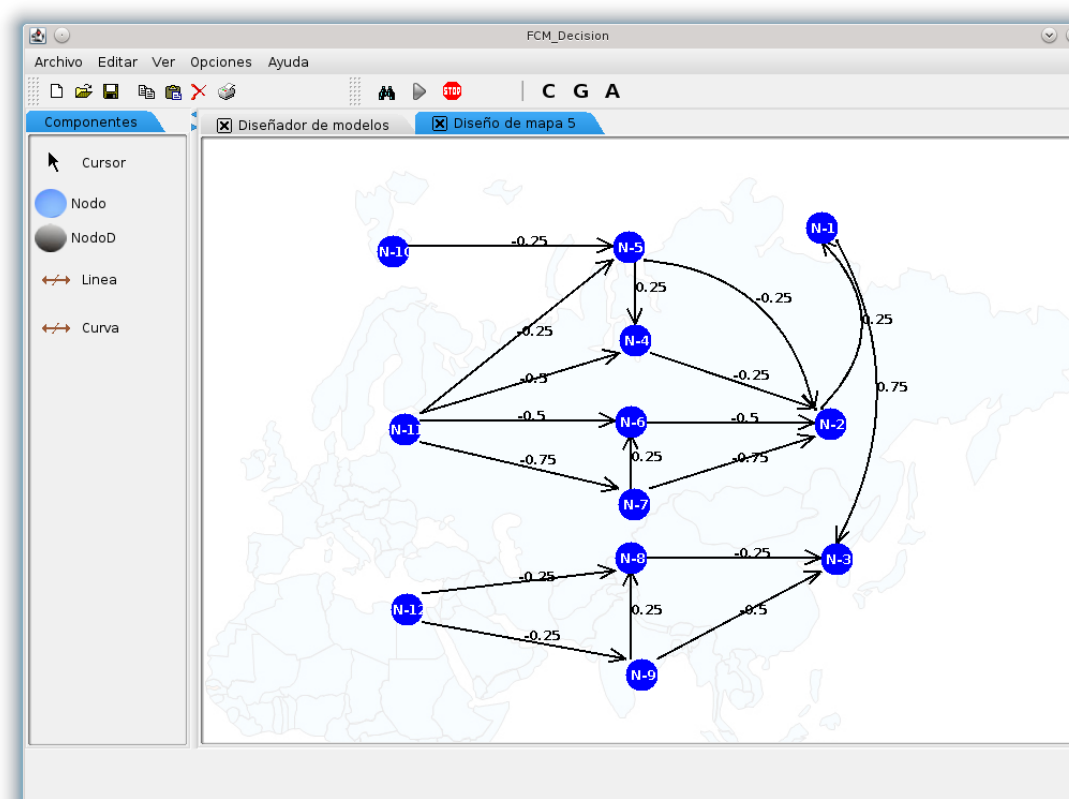 FCM_Decision
Archivo Editar Ver Opciones Ayuda
STOP C G A
Componentes
Diseñador de modelos
Diseño de mapa 5
Cursor
Nodo
NodoD
Linea
Curva
N-1
N-10
-0.25
N-5
0.25
-0.25
0.25
-0.25
N-4
0.75
-0.5
-0.25
N-11
-0.5
N-6
-0.5
N-2
-0.75
0.25
-0.75
N-7
N-8
-0.25
N-3
-0.25
N-12
0.25
-0.5
-0.25
N-9